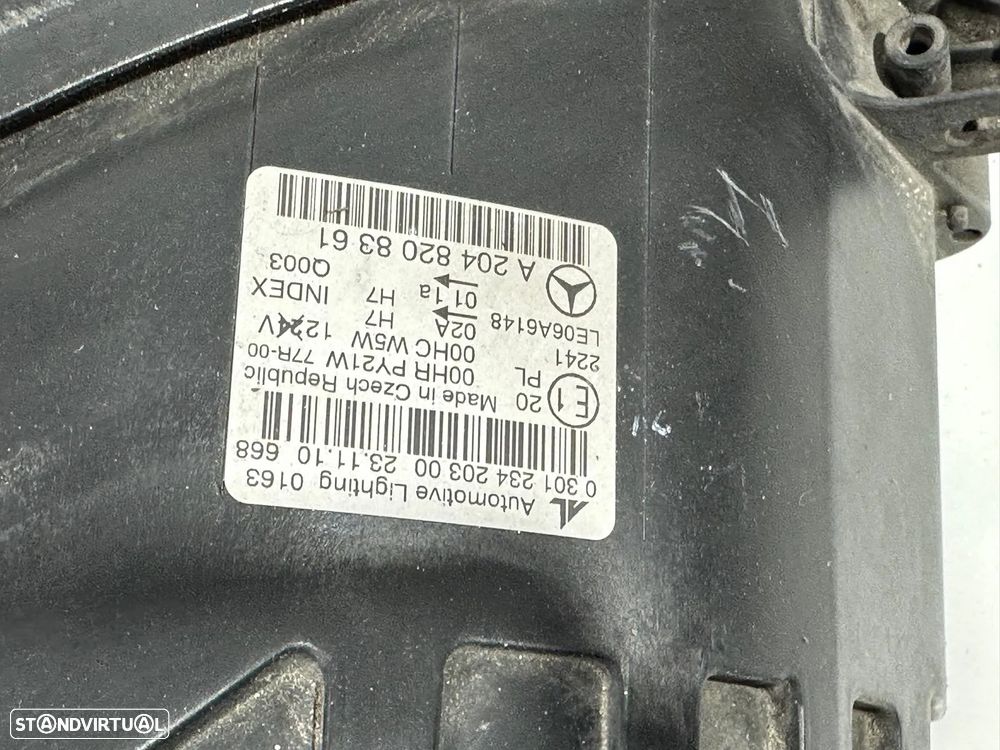 AL Automotive Lighting 0163
0 301 234 203 00 23.11.10 668
Made in Czech Republic
E1 20 PL 00HR PY21W 77R-00
2241 00HC W5W 1224V
LE06A6148 02A H7 INDEX
01 1a H7 Q003
A 204 820 83 61
STANDVIRTUAL